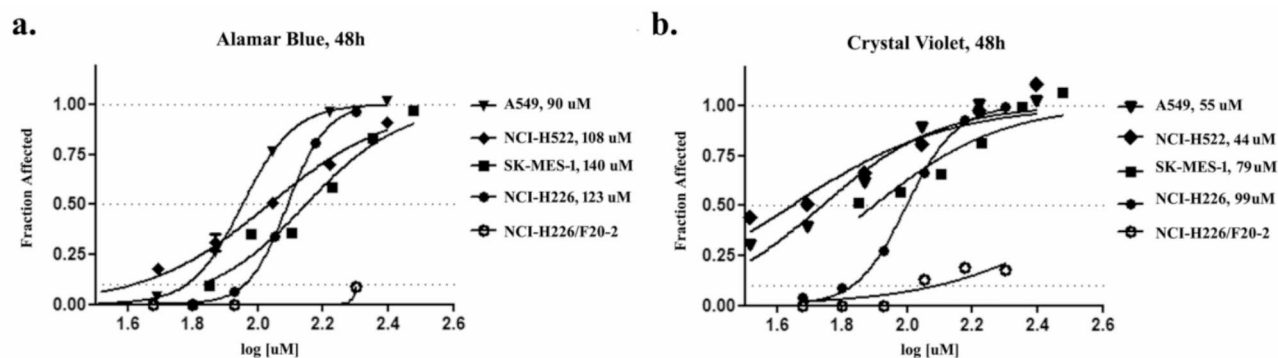 a.
Alamar Blue, 48h
Fraction Affected
1.00
0.75
0.50
0.25
0.00
1.6 1.8 2.0 2.2 2.4 2.6
log [uM]
A549, 90 uM
NCI-H522, 108 uM
SK-MES-1, 140 uM
NCI-H226, 123 uM
NCI-H226/F20-2
b.
Crystal Violet, 48h
Fraction Affected
1.00
0.75
0.50
0.25
0.00
1.6 1.8 2.0 2.2 2.4 2.6
log [uM]
A549, 55 uM
NCI-H522, 44 uM
SK-MES-1, 79 uM
NCI-H226, 99uM
NCI-H226/F20-2